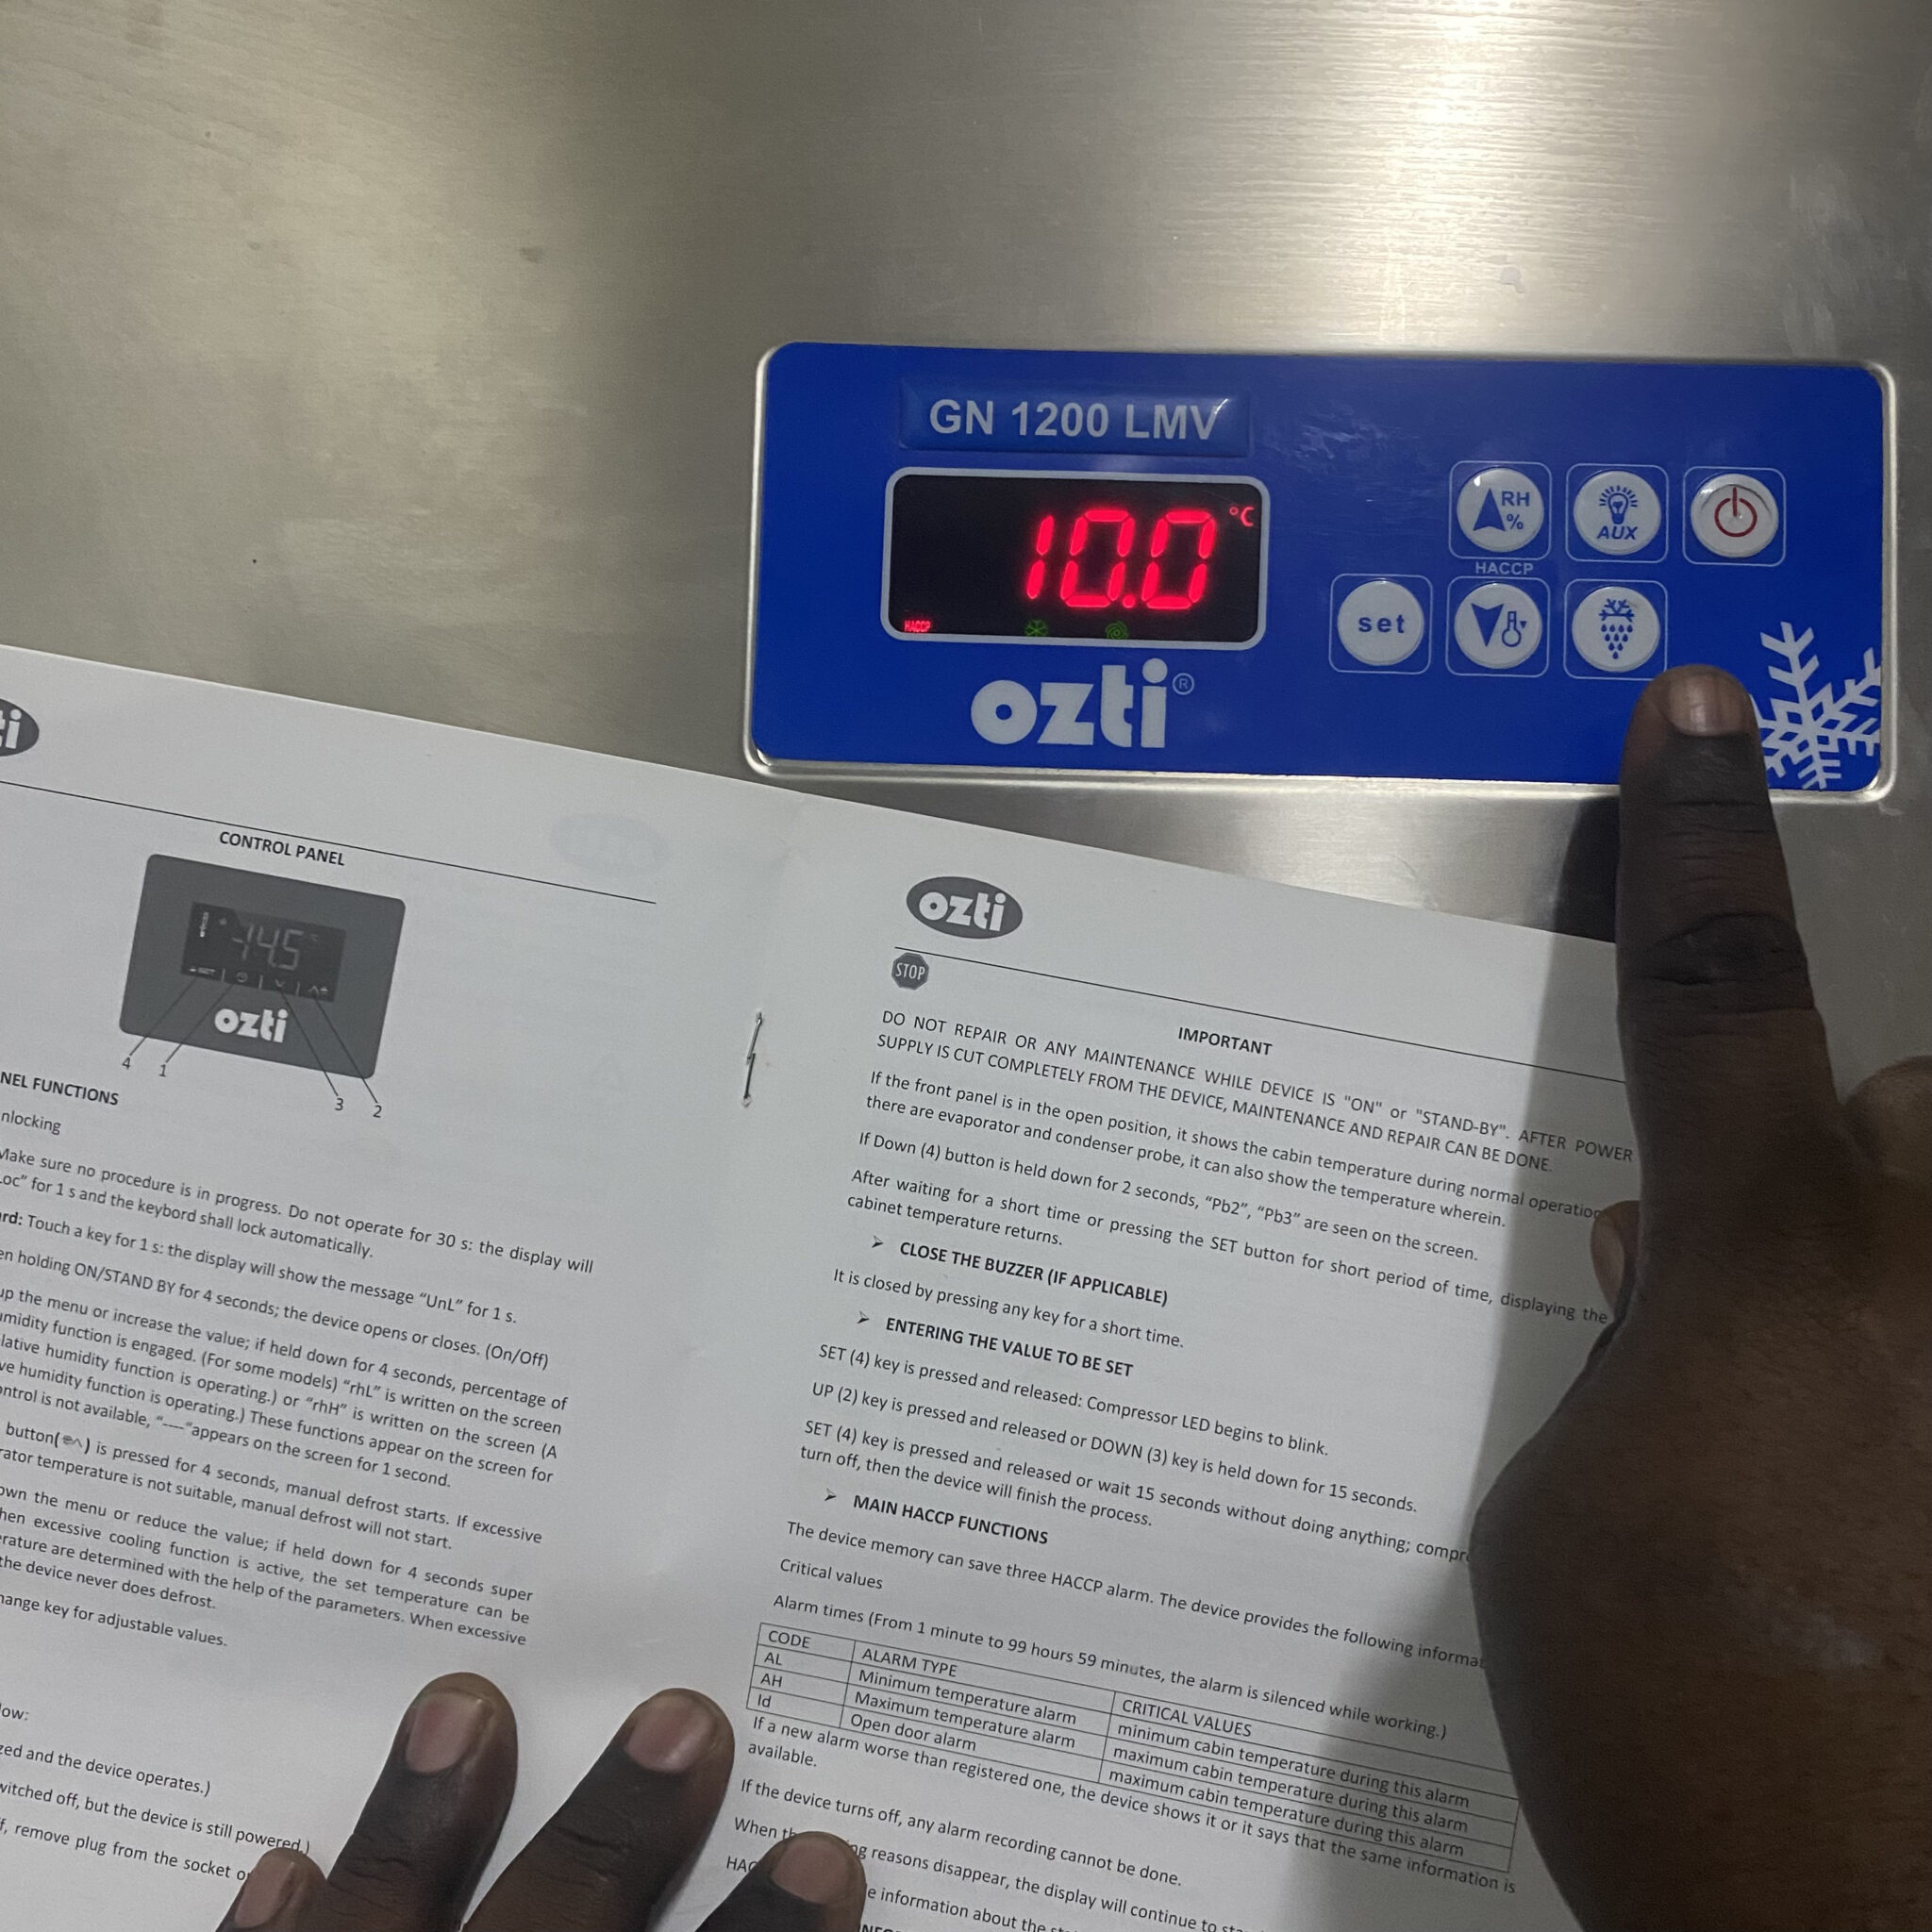 GN 1200 LMV
10.0 °C
HACCP
RH
%
AUX
HACCP
set
ozti®
ti
CONTROL PANEL
-14.5
SET
ozti
4
1
3
2
NEL FUNCTIONS
nlocking
Make sure no procedure is in progress. Do not operate for 30 s: the display will
Loc" for 1 s and the keybord shall lock automatically.
rd: Touch a key for 1 s: the display will show the message "UnL" for 1 s.
en holding ON/STAND BY for 4 seconds; the device opens or closes. (On/Off)
up the menu or increase the value; if held down for 4 seconds, percentage of
umidity function is engaged. (For some models) "rhL" is written on the screen
lative humidity function is operating.) or "rhH" is written on the screen (A
ve humidity function is operating.) These functions appear on the screen for
ontrol is not available, "----"appears on the screen for 1 second.
button( ) is pressed for 4 seconds, manual defrost starts. If excessive
rator temperature is not suitable, manual defrost will not start.
own the menu or reduce the value; if held down for 4 seconds super
hen excessive cooling function is active, the set temperature can be
erature are determined with the help of the parameters. When excessive
the device never does defrost.
hange key for adjustable values.
low:
zed and the device operates.)
witched off, but the device is still powered.)
f, remove plug from the socket o
ozti
STOP
IMPORTANT
DO NOT REPAIR OR ANY MAINTENANCE WHILE DEVICE IS "ON" or "STAND-BY". AFTER POWER
SUPPLY IS CUT COMPLETELY FROM THE DEVICE, MAINTENANCE AND REPAIR CAN BE DONE.
If the front panel is in the open position, it shows the cabin temperature during normal operation
there are evaporator and condenser probe, it can also show the temperature wherein.
If Down (4) button is held down for 2 seconds, "Pb2", "Pb3" are seen on the screen.
After waiting for a short time or pressing the SET button for short period of time, displaying the
cabinet temperature returns.
➢ CLOSE THE BUZZER (IF APPLICABLE)
It is closed by pressing any key for a short time.
➢ ENTERING THE VALUE TO BE SET
SET (4) key is pressed and released: Compressor LED begins to blink.
UP (2) key is pressed and released or DOWN (3) key is held down for 15 seconds.
SET (4) key is pressed and released or wait 15 seconds without doing anything; compr
turn off, then the device will finish the process.
➢ MAIN HACCP FUNCTIONS
The device memory can save three HACCP alarm. The device provides the following informat
Critical values
Alarm times (From 1 minute to 99 hours 59 minutes, the alarm is silenced while working.)
CODE ALARM TYPE CRITICAL VALUES
AL Minimum temperature alarm minimum cabin temperature during this alarm
AH Maximum temperature alarm maximum cabin temperature during this alarm
Id Open door alarm maximum cabin temperature during this alarm
If a new alarm worse than registered one, the device shows it or it says that the same information is
available.
If the device turns off, any alarm recording cannot be done.
When th ng reasons disappear, the display will continue to
HAC e information about the